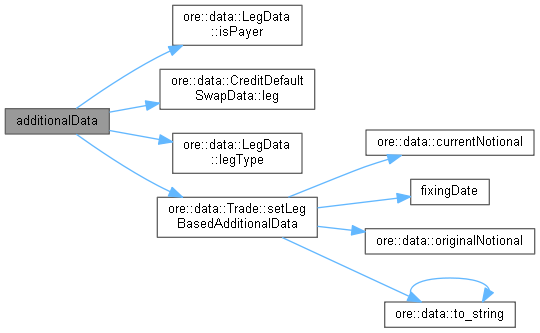 ore::data::LegData
::isPayer
ore::data::CreditDefault
SwapData::leg
additionalData
ore::data::LegData
::legType
ore::data::currentNotional
fixingDate
ore::data::Trade::setLeg
BasedAdditionalData
ore::data::originalNotional
ore::data::to_string